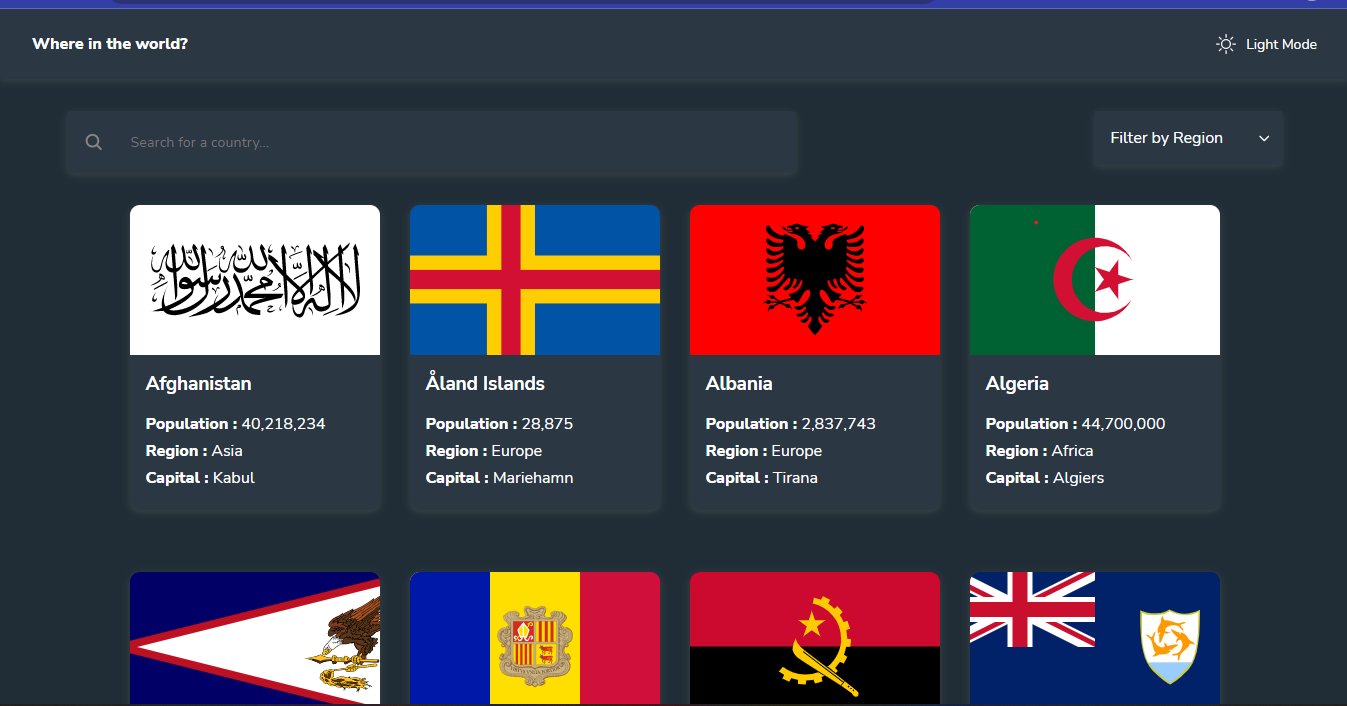 Where in the world?
Light Mode
Search for a country...
Filter by Region
لا إله إلا الله محمد رسول الله
Afghanistan
Population : 40,218,234
Region : Asia
Capital : Kabul
Åland Islands
Population : 28,875
Region : Europe
Capital : Mariehamn
Albania
Population : 2,837,743
Region : Europe
Capital : Tirana
Algeria
Population : 44,700,000
Region : Africa
Capital : Algiers